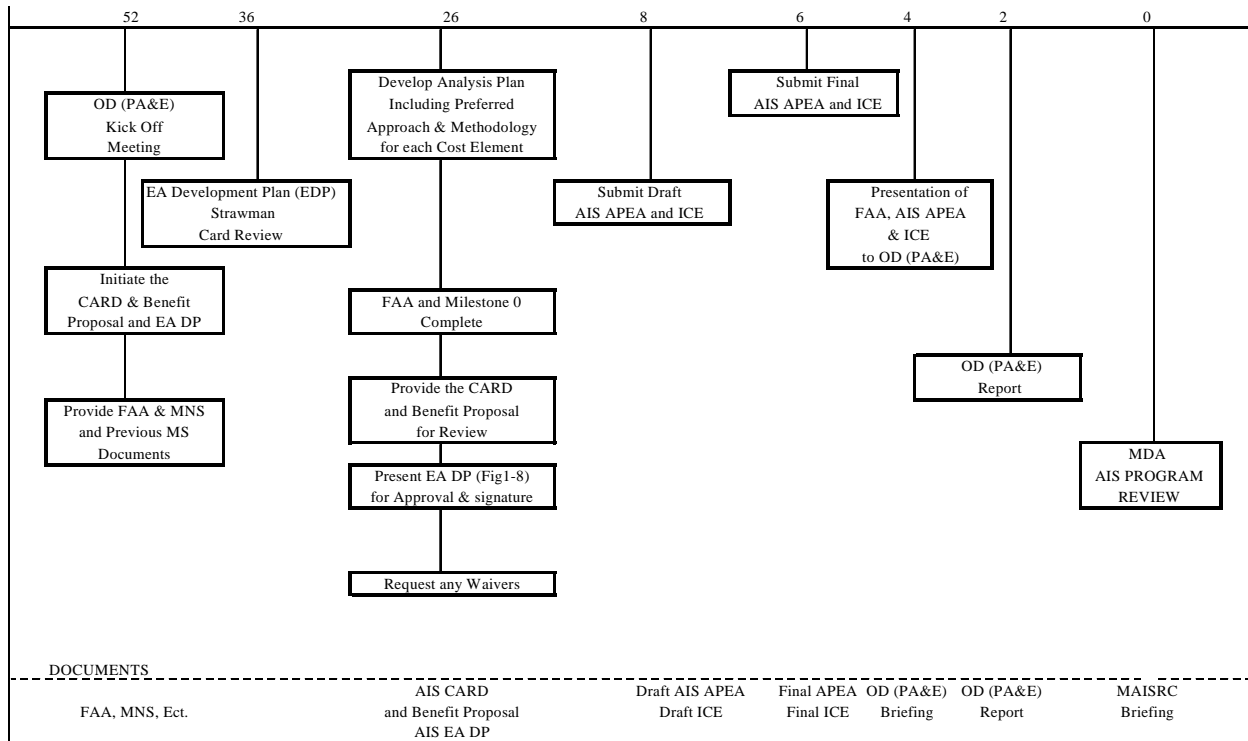 52 36 26 8 6 4 2 0
OD (PA&E)
Kick Off
Meeting
Initiate the
CARD & Benefit
Proposal and EA DP
Provide FAA & MNS
and Previous MS
Documents
EA Development Plan (EDP)
Strawman
Card Review
Develop Analysis Plan
Including Preferred
Approach & Methodology
for each Cost Element
FAA and Milestone 0
Complete
Provide the CARD
and Benefit Proposal
for Review
Present EA DP (Fig1-8)
for Approval & signature
Request any Waivers
Submit Draft
AIS APEA and ICE
Submit Final
AIS APEA and ICE
Presentation of
FAA, AIS APEA
& ICE
to OD (PA&E)
OD (PA&E)
Report
MDA
AIS PROGRAM
REVIEW
DOCUMENTS
FAA, MNS, Ect.
AIS CARD
and Benefit Proposal
AIS EA DP
Draft AIS APEA
Draft ICE
Final APEA
Final ICE
OD (PA&E)
Briefing
OD (PA&E)
Report
MAISRC
Briefing